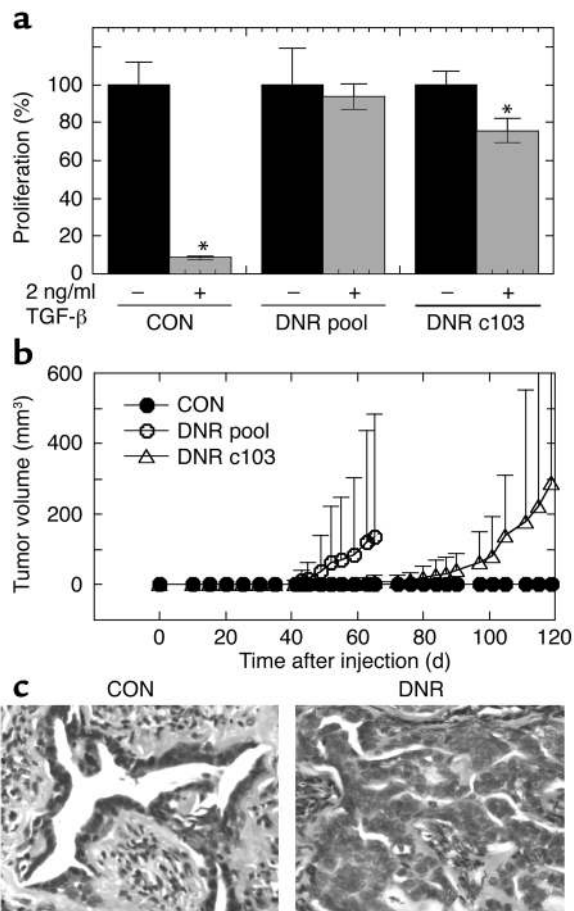 a
Proliferation (%)
100
80
60
40
20
0
*
*
2 ng/ml
TGF-β
– + – + – +
CON DNR pool DNR c103
b
Tumor volume (mm³)
600
400
200
0
CON
DNR pool
DNR c103
0 20 40 60 80 100 120
Time after injection (d)
c
CON DNR